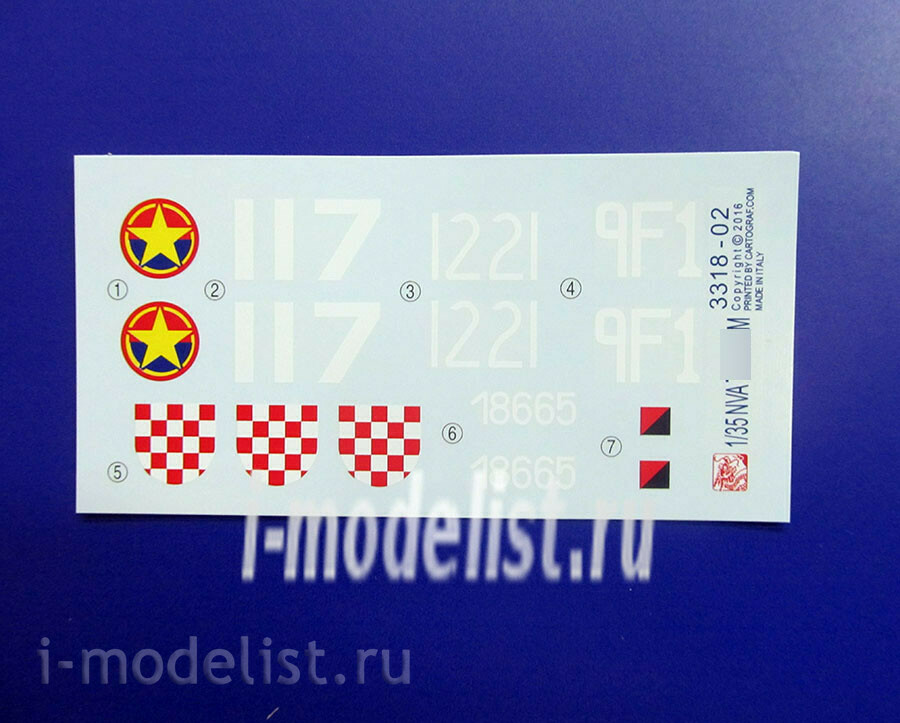 117
1221
9F1
1
2
3
4
117
1221
9F1
18665
6
7
5
18665
1/35 NVA
M
3318-02
Copyright © 2016
PRINTED BY CARTOGRAF.COM
MADE IN ITALY
i-modelist.ru
i-modelist.ru